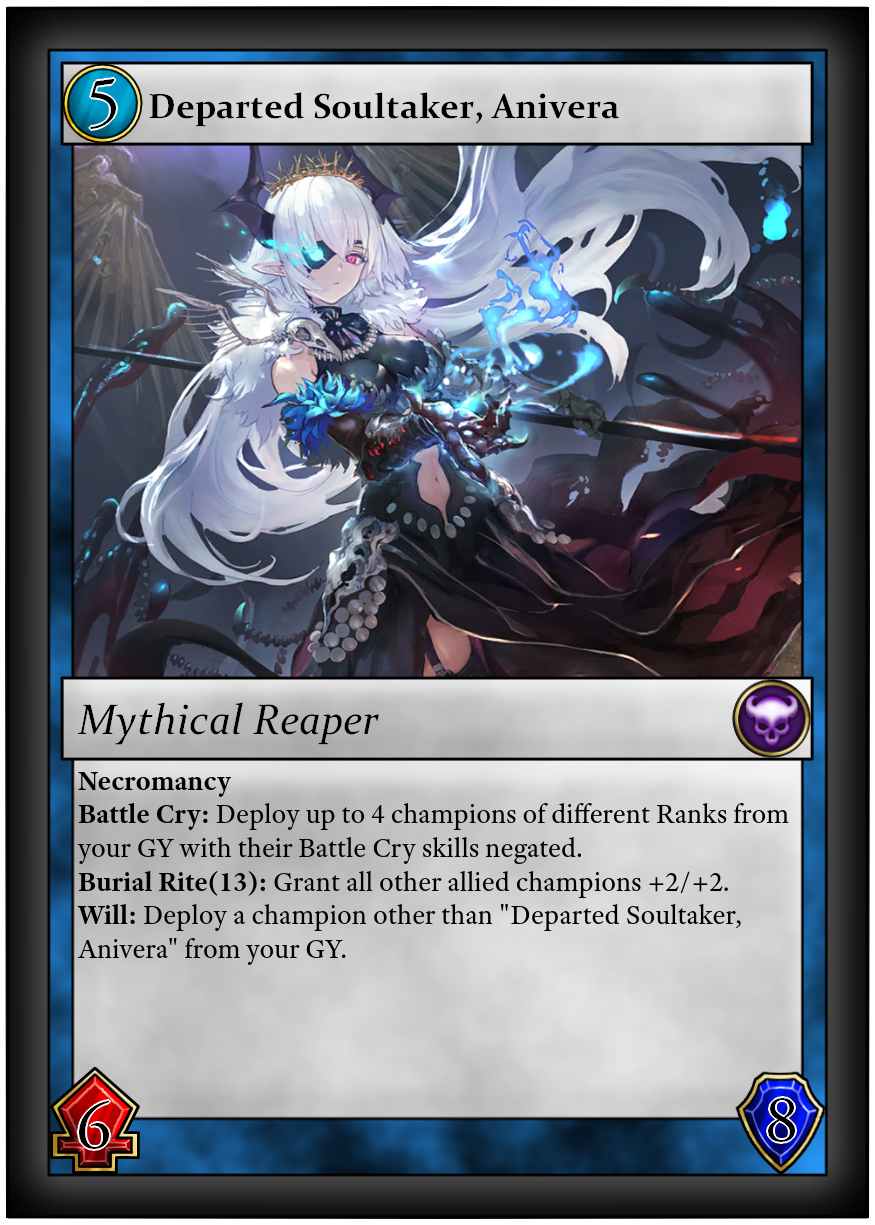 5
Departed Soultaker, Anivera
Mythical Reaper
Necromancy
Battle Cry: Deploy up to 4 champions of different Ranks from
your GY with their Battle Cry skills negated.
Burial Rite(13): Grant all other allied champions +2/+2.
Will: Deploy a champion other than "Departed Soultaker,
Anivera" from your GY.
6
8